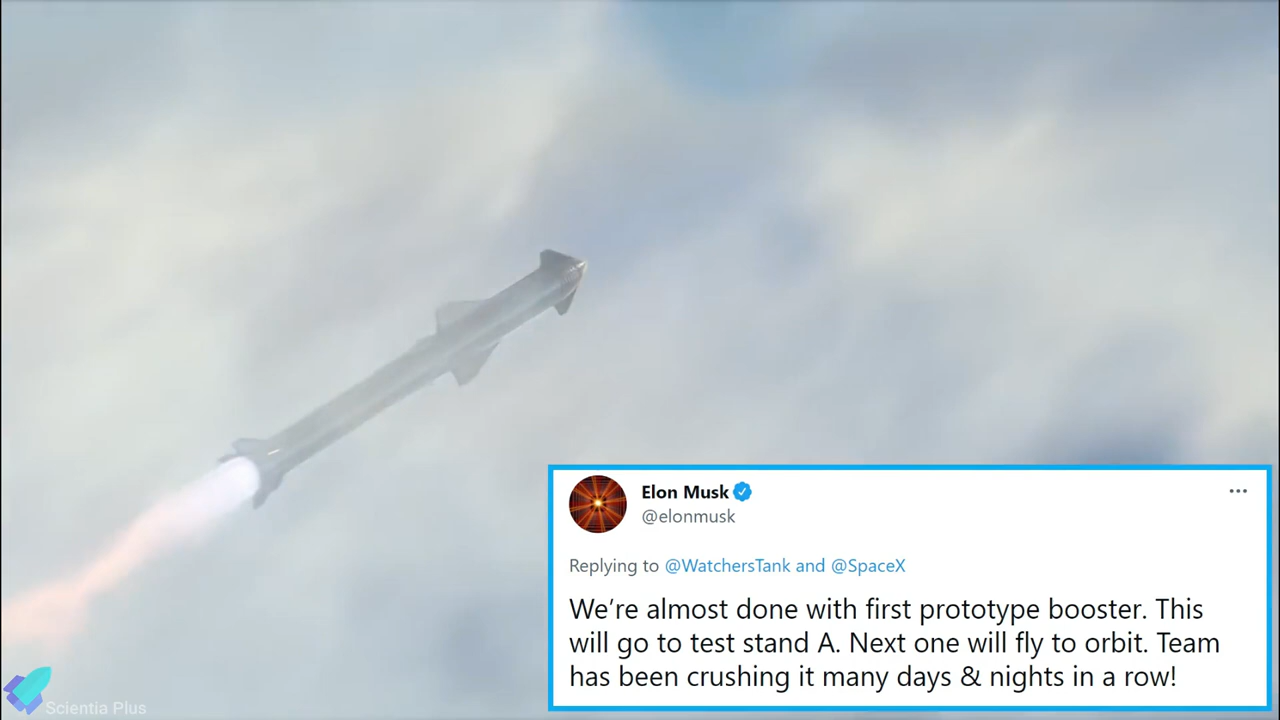 Elon Musk
@elonmusk
Replying to @WatchersTank and @SpaceX
We're almost done with first prototype booster. This
will go to test stand A. Next one will fly to orbit. Team
has been crushing it many days & nights in a row!
Scientia Plus